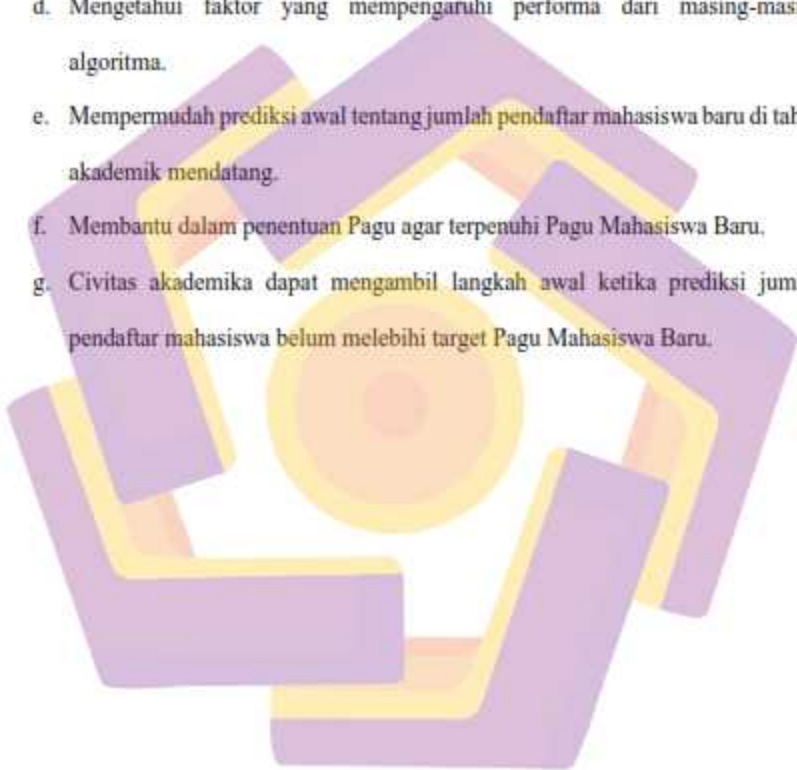 d. Mengetahui faktor yang mempengaruhi performa dari masing-mas
algoritma.
e. Mempermudah prediksi awal tentang jumlah pendaftar mahasiswa baru di tah
akademik mendatang.
f. Membantu dalam penentuan Pagu agar terpenuhi Pagu Mahasiswa Baru.
g. Civitas akademika dapat mengambil langkah awal ketika prediksi jum
pendaftar mahasiswa belum melebihi target Pagu Mahasiswa Baru.